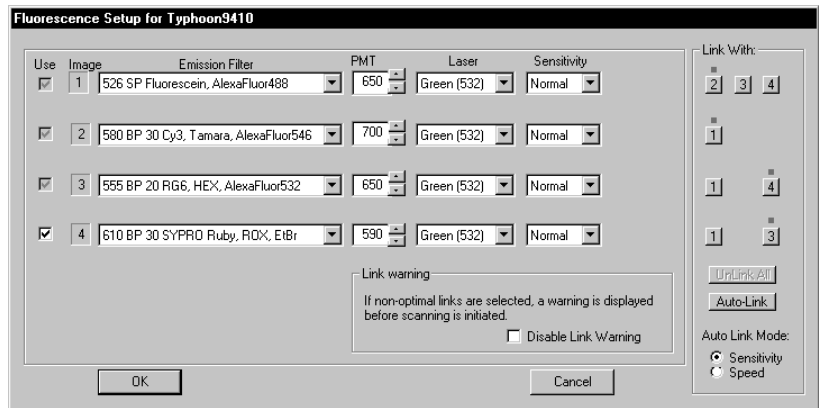 Fluorescence Setup for Typhoon9410
Use Image Emission Filter PMT Laser Sensitivity Link With:
1 526 SP Fluorescein, AlexaFluor488 650 Green (532) Normal 2 3 4
2 580 BP 30 Cy3, Tamara, AlexaFluor546 700 Green (532) Normal 1
3 555 BP 20 RG6, HEX, AlexaFluor532 650 Green (532) Normal 1 4
4 610 BP 30 SYPRO Ruby, ROX, EtBr 590 Green (532) Normal 1 3
Link warning
If non-optimal links are selected, a warning is displayed
before scanning is initiated.
Disable Link Warning
UnLink All
Auto-Link
Auto Link Mode:
Sensitivity
Speed
OK Cancel